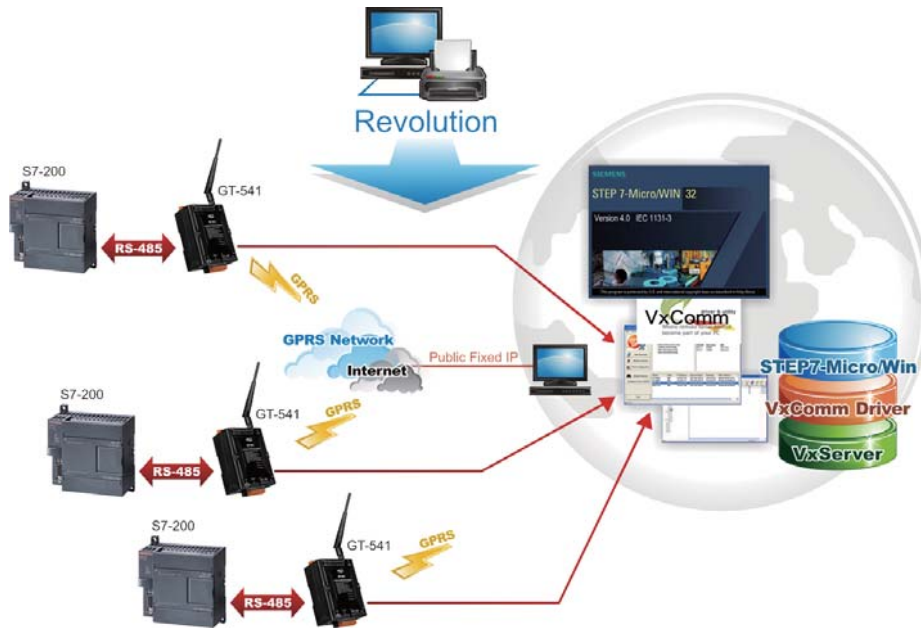 Revolution
S7-200
GT-541
RS-485
GPRS
SIEMENS
STEP 7-Micro/WIN 32
Version 4.0 IEC 1131-3
driver & utility
VxComm
GPRS Network
Internet
Public Fixed IP
STEP7-Micro/Win
VxComm Driver
VxServer
S7-200
GT-541
RS-485
GPRS
S7-200
GT-541
RS-485
GPRS